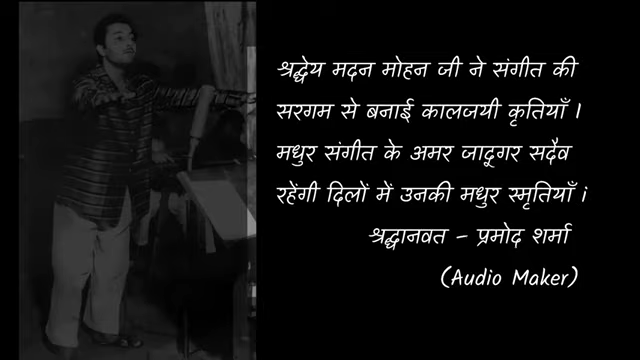 श्रद्धेय मदन मोहन जी ने संगीत की
सरगम से बनाई कालजयी कृतियाँ ।
मधुर संगीत के अमर जादूगर सदैव
रहेंगी दिलों में उनकी मधुर स्मृतियाँ i
श्रद्धानवत - प्रमोद शर्मा
(Audio Maker)